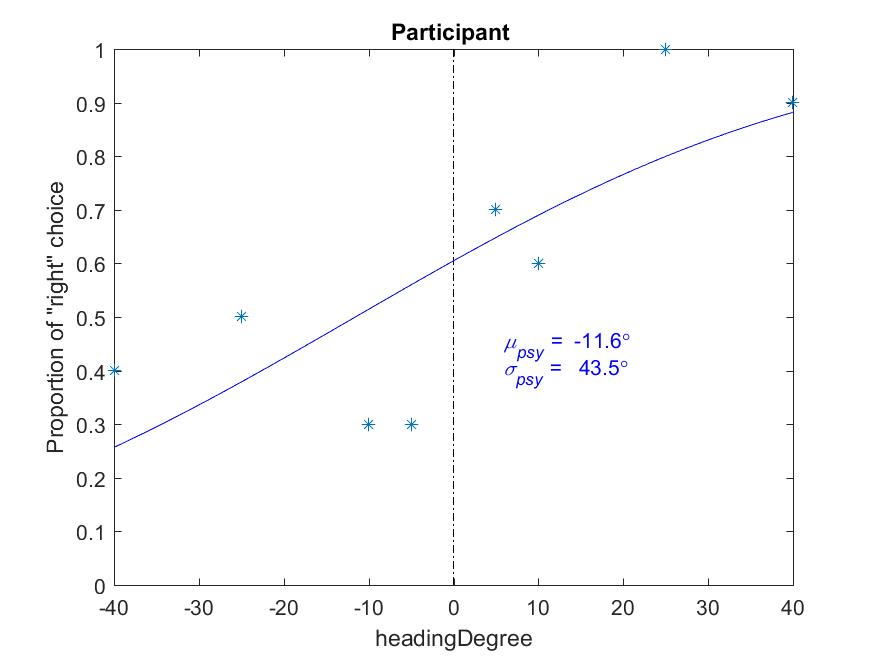 Participant
1
0.9
0.8
0.7
0.6
0.5
0.4
0.3
0.2
0.1
0
Proportion of "right" choice
μpsy = -11.6°
σpsy = 43.5°
-40 -30 -20 -10 0 10 20 30 40
headingDegree